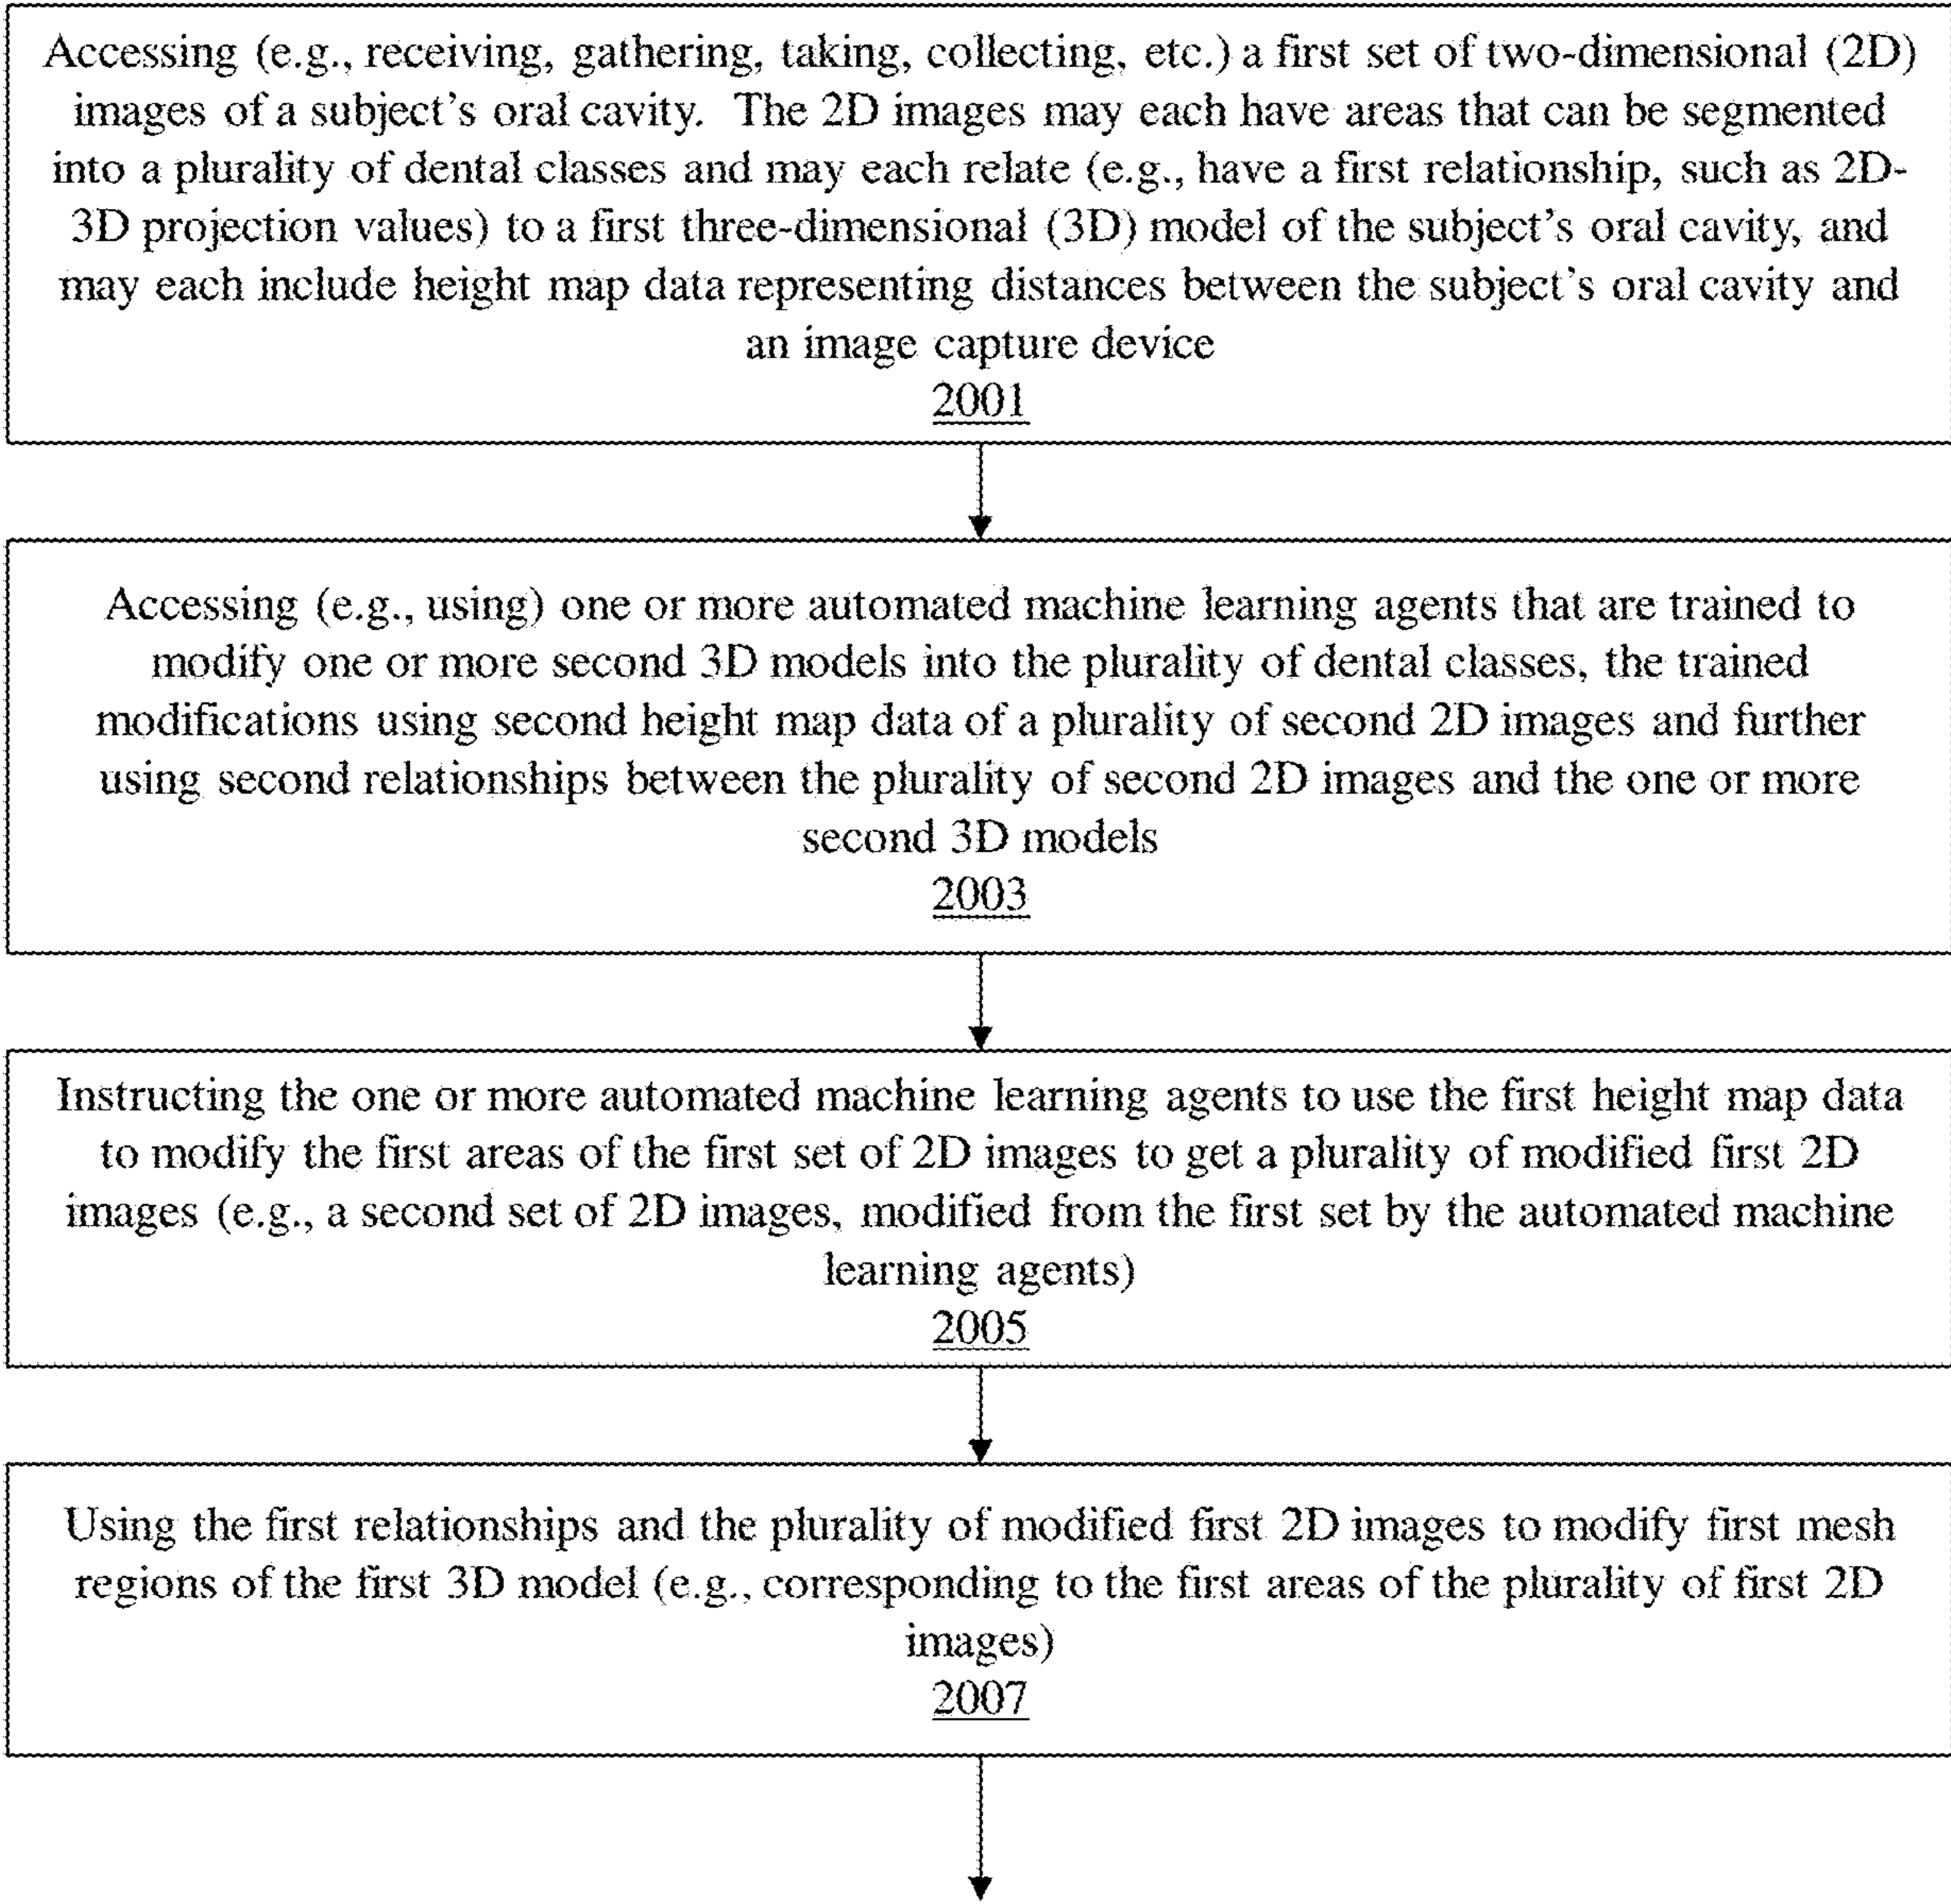 Accessing (e.g., receiving, gathering, taking, collecting, etc.) a first set of two-dimensional (2D)
images of a subject's oral cavity.  The 2D images may each have areas that can be segmented
into a plurality of dental classes and may each relate (e.g., have a first relationship, such as 2D-
3D projection values) to a first three-dimensional (3D) model of the subject's oral cavity, and
may each include height map data representing distances between the subject's oral cavity and
an image capture device
2001
Accessing (e.g., using) one or more automated machine learning agents that are trained to
modify one or more second 3D models into the plurality of dental classes, the trained
modifications using second height map data of a plurality of second 2D images and further
using second relationships between the plurality of second 2D images and the one or more
second 3D models
2003
Instructing the one or more automated machine learning agents to use the first height map data
to modify the first areas of the first set of 2D images to get a plurality of modified first 2D
images (e.g., a second set of 2D images, modified from the first set by the automated machine
learning agents)
2005
Using the first relationships and the plurality of modified first 2D images to modify first mesh
regions of the first 3D model (e.g., corresponding to the first areas of the plurality of first 2D
images)
2007